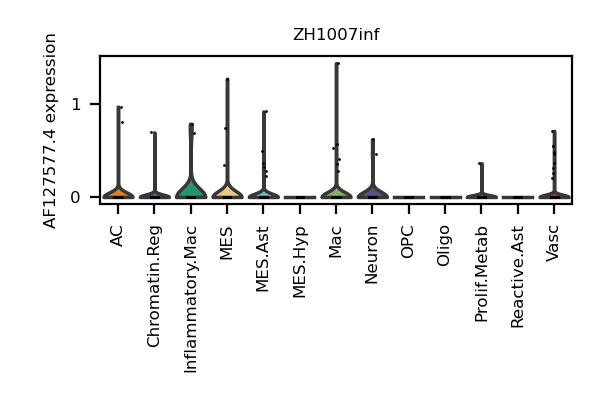 ZH1007inf
AF127577.4 expression
1
0
AC
Chromatin.Reg
Inflammatory.Mac
MES
MES.Ast
MES.Hyp
Mac
Neuron
OPC
Oligo
Prolif.Metab
Reactive.Ast
Vasc